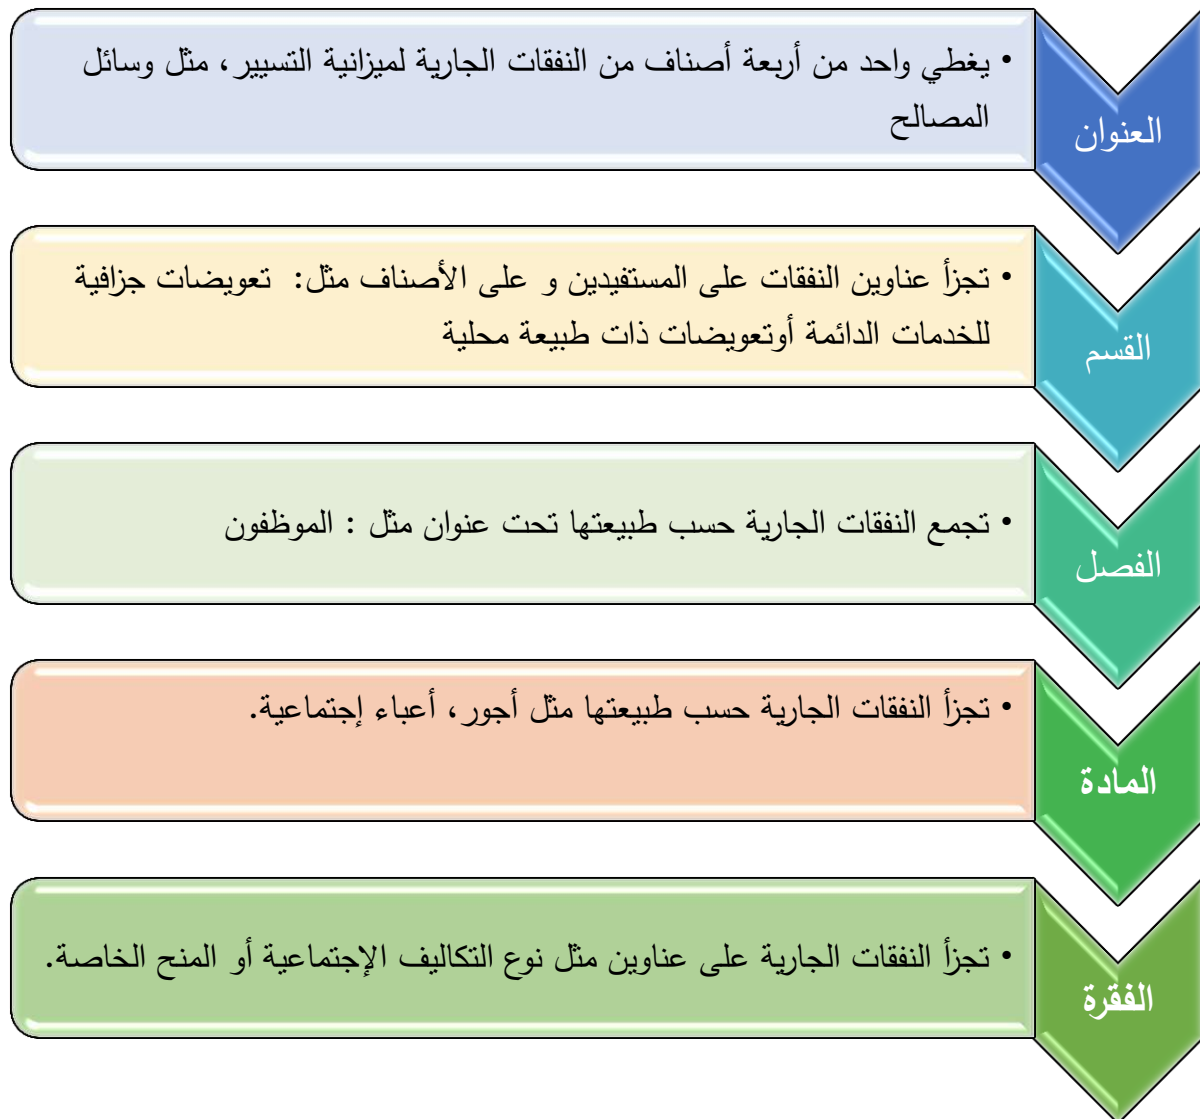 • يغطي واحد من أربعة أصناف من النفقات الجارية لميزانية التسيير، مثل وسائل
المصالح
العنوان
• تجزأ عناوين النفقات على المستفيدين و على الأصناف مثل: تعويضات جزافية
للخدمات الدائمة أوتعويضات ذات طبيعة محلية
القسم
• تجمع النفقات الجارية حسب طبيعتها تحت عنوان مثل : الموظفون
الفصل
• تجزأ النفقات الجارية حسب طبيعتها مثل أجور، أعباء إجتماعية.
المادة
• تجزأ النفقات الجارية على عناوين مثل نوع التكاليف الإجتماعية أو المنح الخاصة.
الفقرة